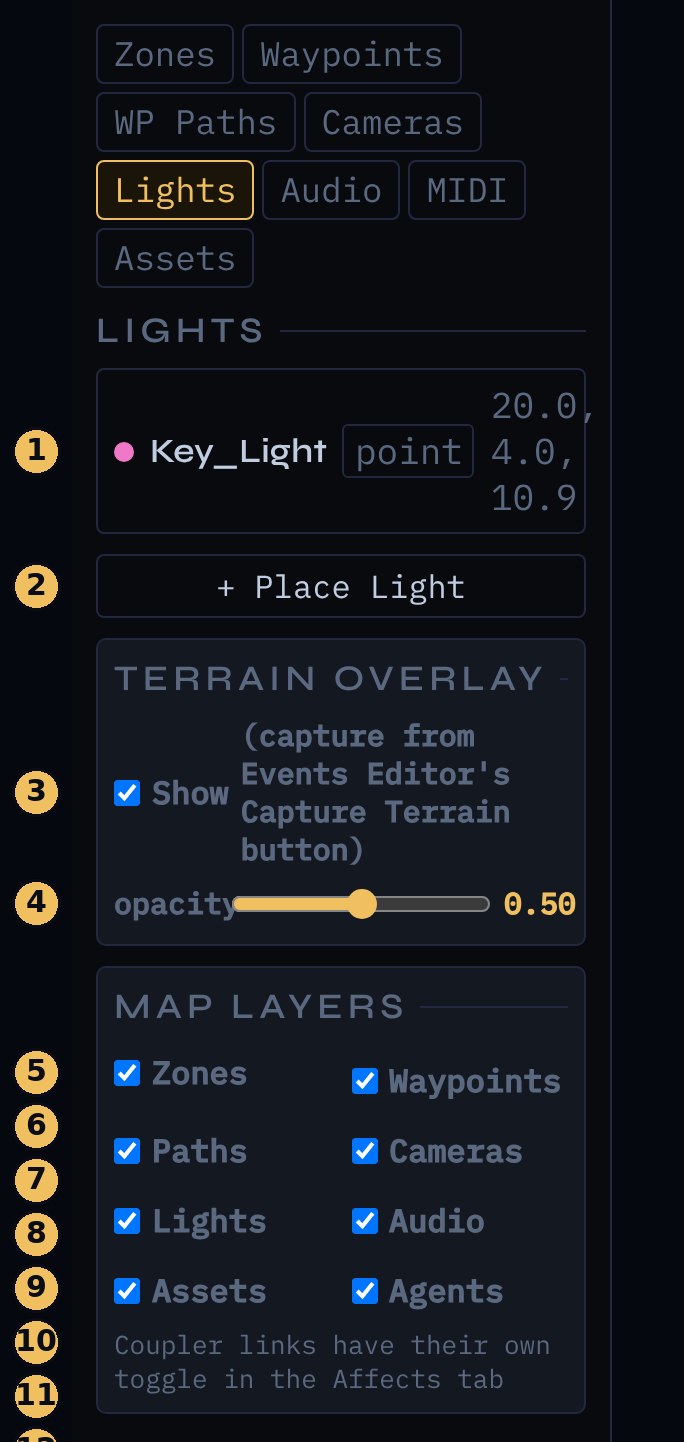 Zones Waypoints
WP Paths Cameras
Lights Audio MIDI
Assets
LIGHTS
1 Key_Light point 20.0,
4.0,
10.9
2 + Place Light
TERRAIN OVERLAY
3 Show (capture from
Events Editor's
Capture Terrain
button)
4 opacity 0.50
MAP LAYERS
5 Zones Waypoints
6
Paths Cameras
7
Lights Audio
8
9 Assets Agents
10 Coupler links have their own
11 toggle in the Affects tab